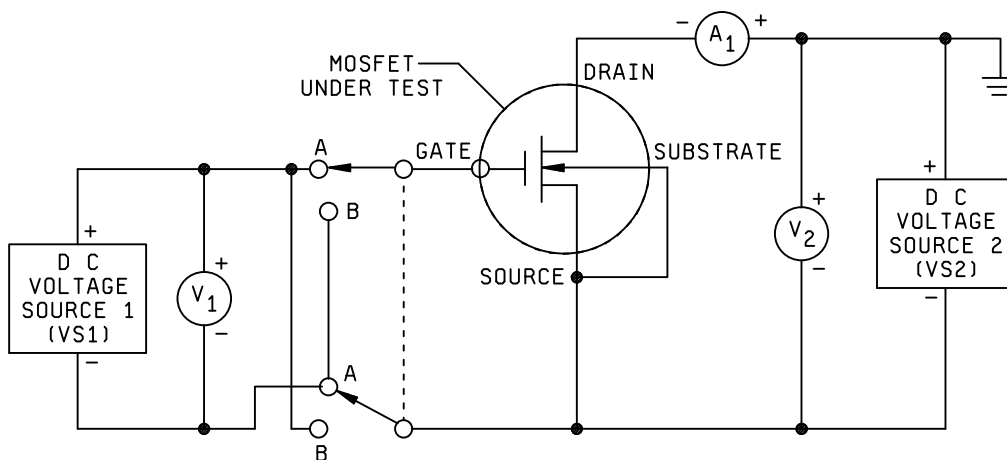 - A1 +
MOSFET
UNDER TEST
DRAIN
A
GATE
SUBSTRATE
B
+
D C
VOLTAGE
SOURCE 1
(VS1)
-
+
V1
-
SOURCE
+
V2
-
+
D C
VOLTAGE
SOURCE 2
(VS2)
-
A
B